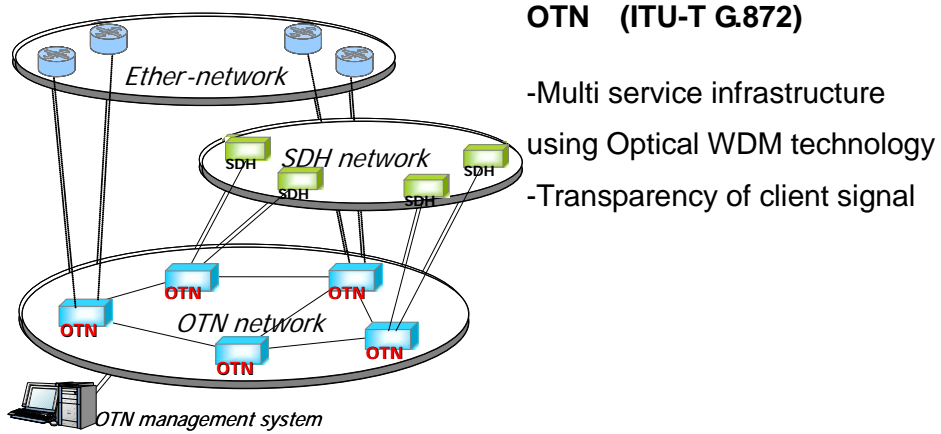 OTN (ITU-T G.872)
-Multi service infrastructure
using Optical WDM technology
-Transparency of client signal
Ether-network
SDH network
SDH
SDH
SDH
SDH
OTN network
OTN
OTN
OTN
OTN
OTN
OTN management system